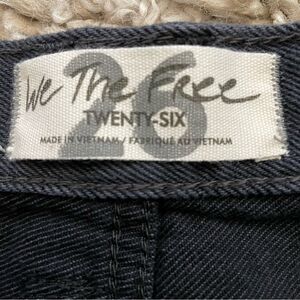 We The Free
26
TWENTY-SIX
MADE IN VIETNAM / FABRIQUÉ AU VIETNAM